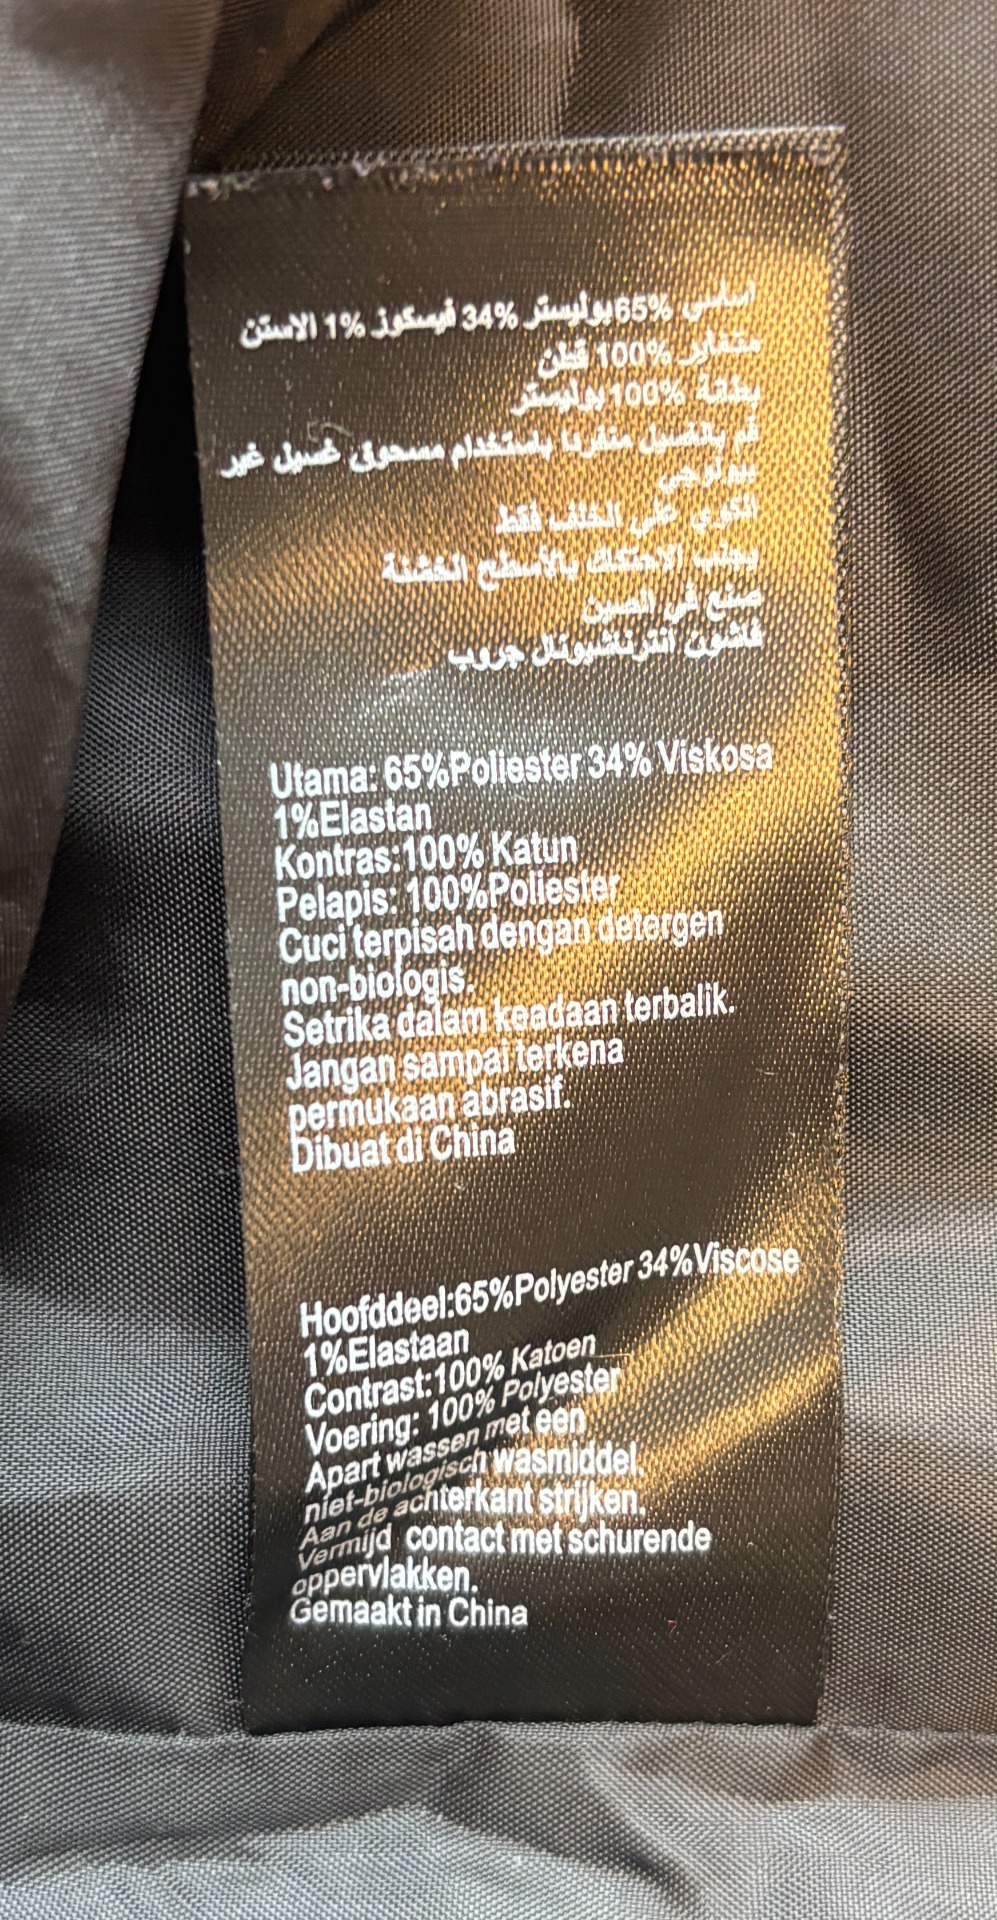 اساسي 65%بوليستر 34% فيسكوز 1% الاستن
متغاير 100% قطن
بطانة 100%بوليستر
قم بالغسيل منفردا باستخدام مسحوق غسيل غير
بيولوجي
الكوي على الخلف فقط
يجتنب الاحتكاك بالأسطح الخشنة
صنع في الصين
فاشون انترناشيونال جروب
Utama: 65%Poliester 34% Viskosa
1%Elastan
Kontras:100% Katun
Pelapis: 100%Poliester
Cuci terpisah dengan detergen
non-biologis.
Setrika dalam keadaan terbalik.
Jangan sampai terkena
permukaan abrasif.
Dibuat di China
Hoofddeel:65%Polyester 34%Viscose
1%Elastaan
Contrast:100% Katoen
Voering: 100% Polyester
Apart wassen met een
niet-biologisch wasmiddel.
Aan de achterkant strijken.
Vermijd contact met schurende
oppervlakken.
Gemaakt in China